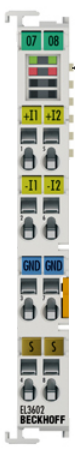 07 08
+I1 +I2
-I1 -I2
GND GND
S S
EL3602
BECKHOFF